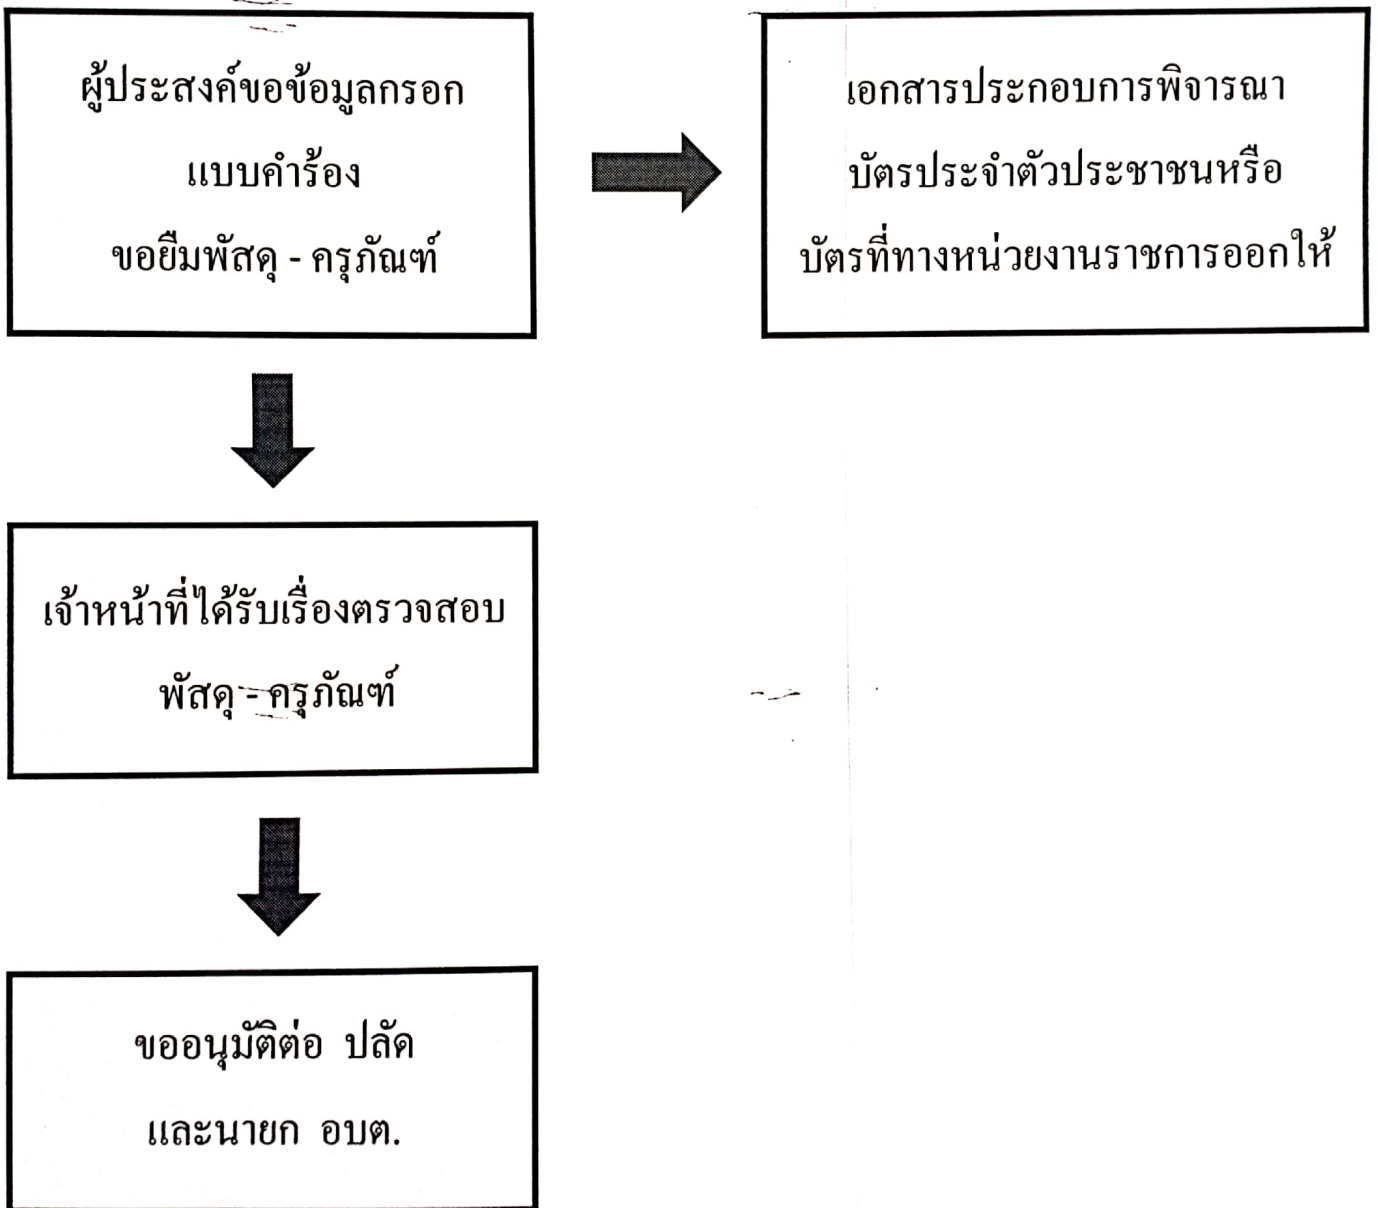 ผู้ประสงค์ขอข้อมูลกรอก
แบบคำร้อง
ขอยืมพัสดุ - ครุภัณฑ์
เอกสารประกอบการพิจารณา
บัตรประจำตัวประชาชนหรือ
บัตรที่ทางหน่วยงานราชการออกให้
เจ้าหน้าที่ได้รับเรื่องตรวจสอบ
พัสดุ - ครุภัณฑ์
ขออนุมัติต่อ ปลัด
และนายก อบต.